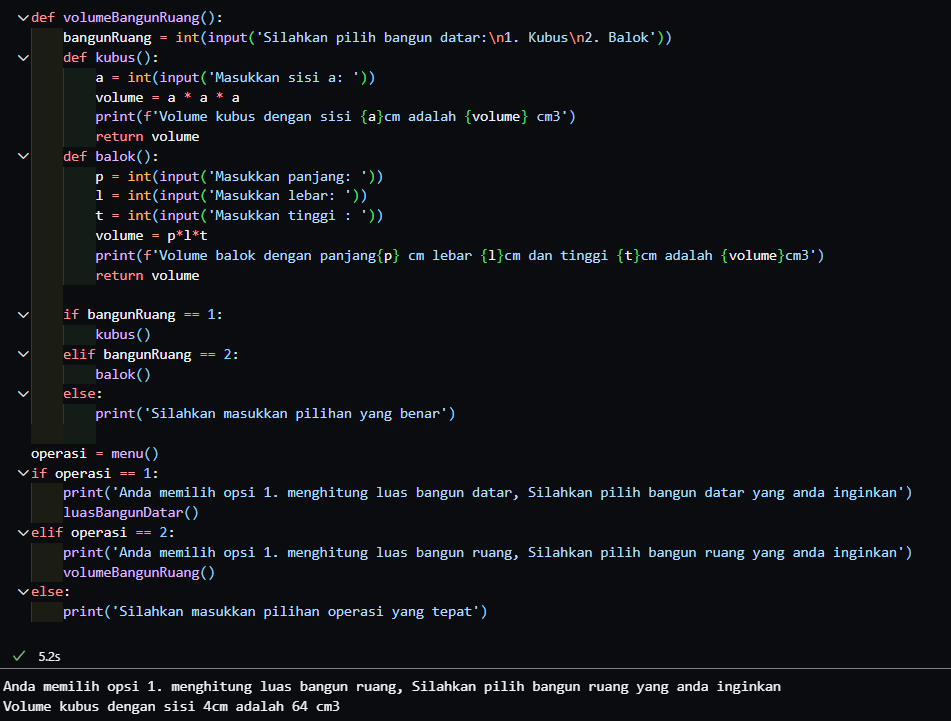 def volumeBangunRuang():
    bangunRuang = int(input('Silahkan pilih bangun datar:\n1. Kubus\n2. Balok'))
    def kubus():
        a = int(input('Masukkan sisi a: '))
        volume = a * a * a
        print(f'Volume kubus dengan sisi {a}cm adalah {volume} cm3')
        return volume
    def balok():
        p = int(input('Masukkan panjang: '))
        l = int(input('Masukkan lebar: '))
        t = int(input('Masukkan tinggi : '))
        volume = p*l*t
        print(f'Volume balok dengan panjang{p} cm lebar {l}cm dan tinggi {t}cm adalah {volume}cm3')
        return volume

    if bangunRuang == 1:
        kubus()
    elif bangunRuang == 2:
        balok()
    else:
        print('Silahkan masukkan pilihan yang benar')

operasi = menu()
if operasi == 1:
    print('Anda memilih opsi 1. menghitung luas bangun datar, Silahkan pilih bangun datar yang anda inginkan')
    luasBangunDatar()
elif operasi == 2:
    print('Anda memilih opsi 1. menghitung luas bangun ruang, Silahkan pilih bangun ruang yang anda inginkan')
    volumeBangunRuang()
else:
    print('Silahkan masukkan pilihan operasi yang tepat')

5.2s
Anda memilih opsi 1. menghitung luas bangun ruang, Silahkan pilih bangun ruang yang anda inginkan
Volume kubus dengan sisi 4cm adalah 64 cm3